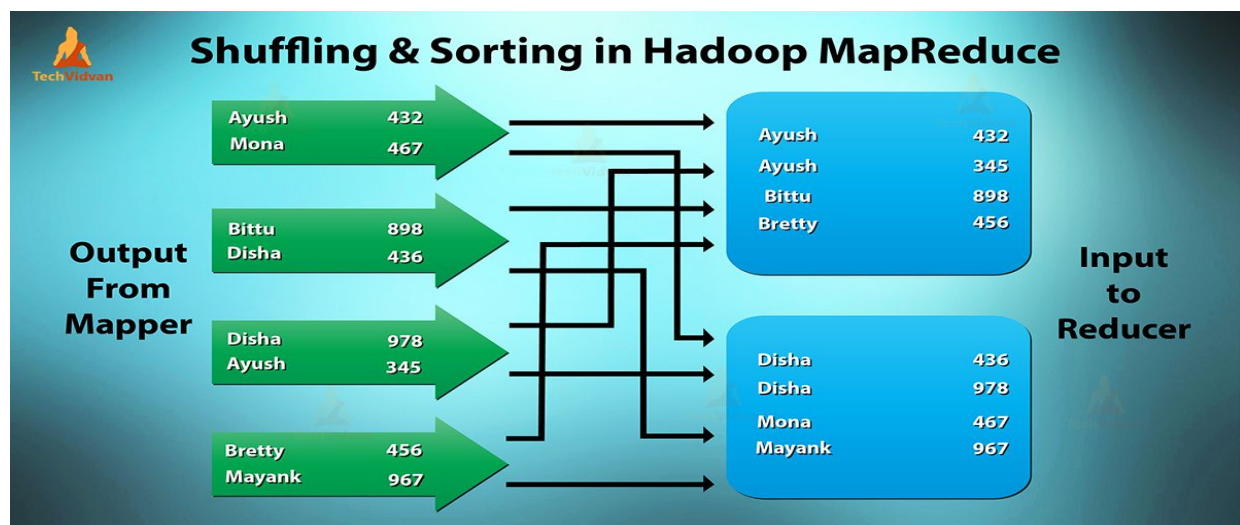 TechVidvan
Shuffling & Sorting in Hadoop MapReduce
Output
From
Mapper
Ayush 432
Mona 467
Bittu 898
Disha 436
Disha 978
Ayush 345
Bretty 456
Mayank 967
Ayush 432
Ayush 345
Bittu 898
Bretty 456
Disha 436
Disha 978
Mona 467
Mayank 967
Input
to
Reducer